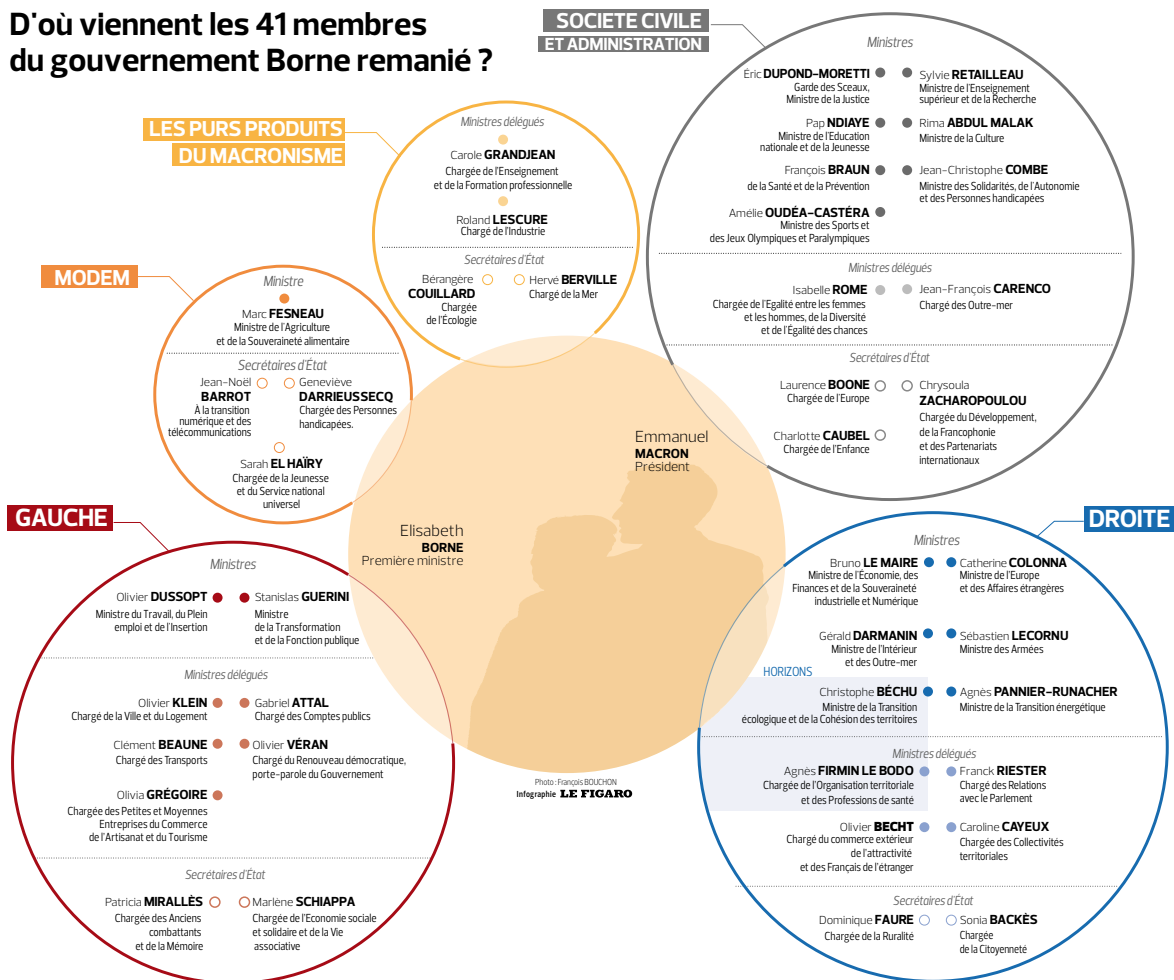 D'où viennent les 41 membres
du gouvernement Borne remanié ?
SOCIETE CIVILE
ET ADMINISTRATION
Ministres
Éric DUPOND-MORETTI
Garde des Sceaux,
Ministre de la Justice
Sylvie RETAILLEAU
Ministre de l'Enseignement
supérieur et de la Recherche
Pap NDIAYE
Ministre de l'Education
nationale et de la Jeunesse
Rima ABDUL MALAK
Ministre de la Culture
François BRAUN
de la Santé et de la Prévention
Jean-Christophe COMBE
Ministre des Solidarités, de l'Autonomie
et des Personnes handicapées
Amélie OUDÉA-CASTÉRA
Ministre des Sports et
des Jeux Olympiques et Paralympiques
Ministres délégués
Isabelle ROME
Chargée de l'Egalité entre les femmes
et les hommes, de la Diversité
et de l'Égalité des chances
Jean-François CARENCO
Chargé des Outre-mer
Secrétaires d'État
Laurence BOONE
Chargée de l'Europe
Chrysoula
ZACHAROPOULOU
Chargée du Développement,
de la Francophonie
et des Partenariats
internationaux
Charlotte CAUBEL
Chargée de l'Enfance
LES PURS PRODUITS
DU MACRONISME
Ministres délégués
Carole GRANDJEAN
Chargée de l'Enseignement
et de la Formation professionnelle
Roland LESCURE
Chargé de l'Industrie
Secrétaires d'État
Bérangère
COUILLARD
Chargée
de l'Écologie
Hervé BERVILLE
Chargé de la Mer
MODEM
Ministre
Marc FESNEAU
Ministre de l'Agriculture
et de la Souveraineté alimentaire
Secrétaires d'État
Jean-Noël
BARROT
À la transition
numérique et des
télécommunications
Geneviève
DARRIEUSSECQ
Chargée des Personnes
handicapées.
Sarah EL HAÏRY
Chargée de la Jeunesse
et du Service national
universel
Emmanuel
MACRON
Président
Elisabeth
BORNE
Première ministre
GAUCHE
Ministres
Olivier DUSSOPT
Ministre du Travail, du Plein
emploi et de l'Insertion
Stanislas GUERINI
Ministre
de la Transformation
et de la Fonction publique
Ministres délégués
Olivier KLEIN
Chargé de la Ville et du Logement
Gabriel ATTAL
Chargé des Comptes publics
Clément BEAUNE
Chargé des Transports
Olivier VÉRAN
Chargé du Renouveau démocratique,
porte-parole du Gouvernement
Olivia GRÉGOIRE
Chargée des Petites et Moyennes
Entreprises du Commerce
de l'Artisanat et du Tourisme
Secrétaires d'État
Patricia MIRALLÈS
Chargée des Anciens
combattants
et de la Mémoire
Marlène SCHIAPPA
Chargée de l'Economie sociale
et solidaire et de la Vie
associative
DROITE
Ministres
Bruno LE MAIRE
Ministre de l'Économie, des
Finances et de la Souveraineté
industrielle et Numérique
Catherine COLONNA
Ministre de l'Europe
et des Affaires étrangères
Gérald DARMANIN
Ministre de l'Intérieur
et des Outre-mer
Sébastien LECORNU
Ministre des Armées
HORIZONS
Christophe BÉCHU
Ministre de la Transition
écologique et de la Cohésion des territoires
Agnès PANNIER-RUNACHER
Ministre de la Transition énergétique
Ministres délégués
Agnès FIRMIN LE BODO
Chargée de l'Organisation territoriale
et des Professions de santé
Franck RIESTER
Chargé des Relations
avec le Parlement
Olivier BECHT
Chargé du commerce extérieur
de l'attractivité
et des Français de l'étranger
Caroline CAYEUX
Chargée des Collectivités
territoriales
Secrétaires d'État
Dominique FAURE
Chargée de la Ruralité
Sonia BACKÈS
Chargée
de la Citoyenneté
Photo : François BOUCHON
Infographie LE FIGARO